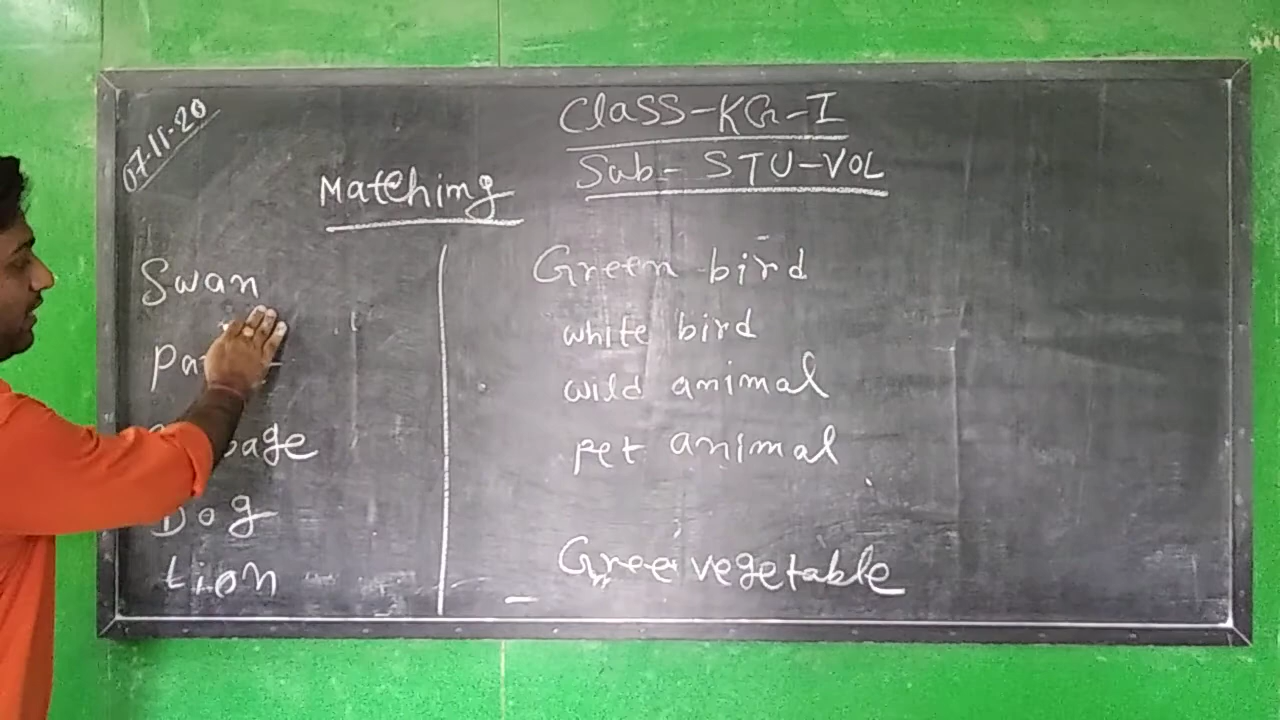 07-11-20
Class-KG-I
Sub- STU-VOL
Matching
Swan
Green bird
white bird
wild animal
pet animal
Dog
Lion
Gree vegetable